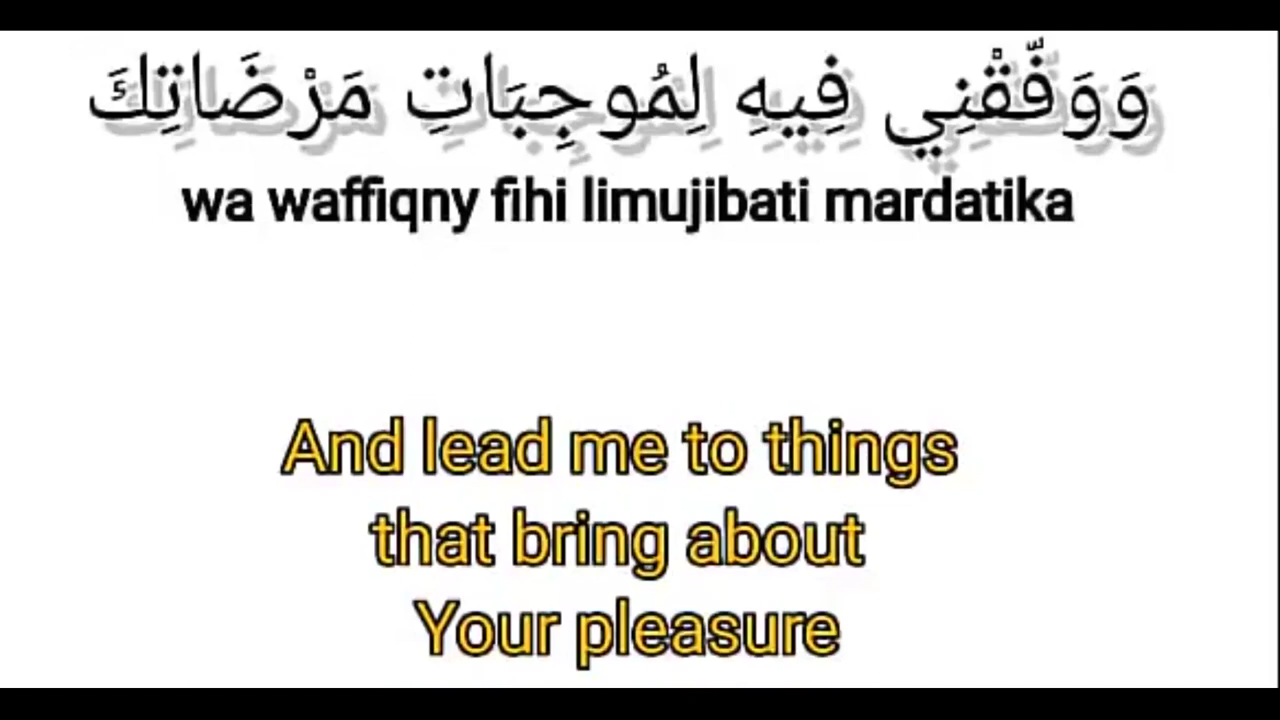 وَوَفِّقْنِي فِيهِ لِمُوجِبَاتِ مَرْضَاتِكَ
wa waffiqny fihi limujibati mardatika
And lead me to things
that bring about
Your pleasure